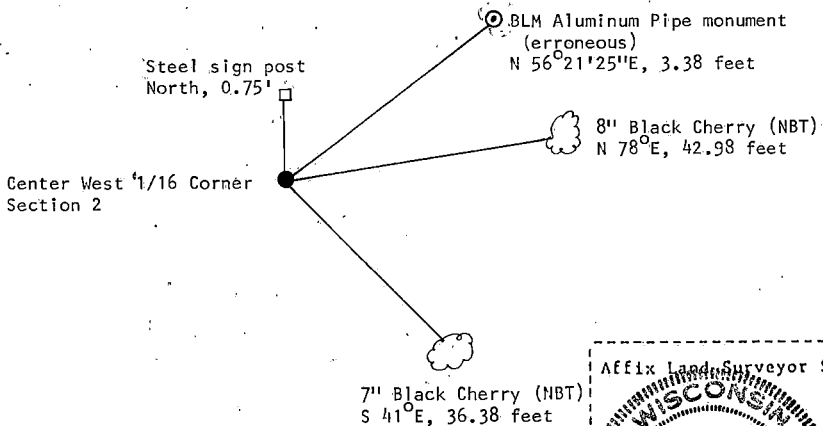 BLM Aluminum Pipe monument
(erroneous)
N 56°21'25"E, 3.38 feet
Steel sign post
North, 0.75'
8" Black Cherry (NBT)
N 78°E, 42.98 feet
Center West 1/16 Corner
Section 2
7" Black Cherry (NBT)
S 41°E, 36.38 feet
Affix Land Surveyor S
WISCONSIN